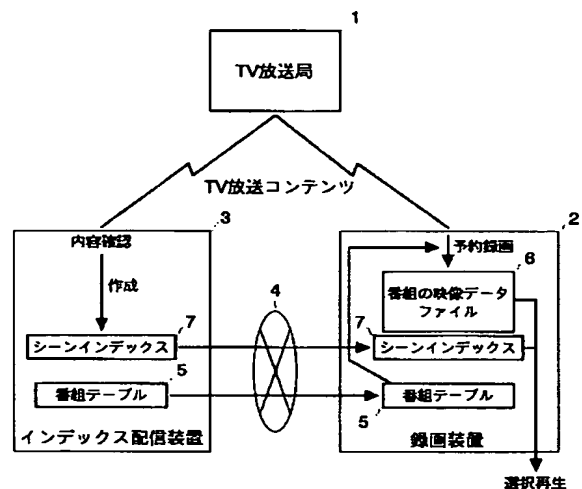 1
TV放送局
TV放送コンテンツ
3
2
内容確認
予約録画
作成
4
6
番組の映像データ
ファイル
7
7
シーンインデックス
シーンインデックス
5
番組テーブル
番組テーブル
5
インデックス配信装置
録画装置
選択再生